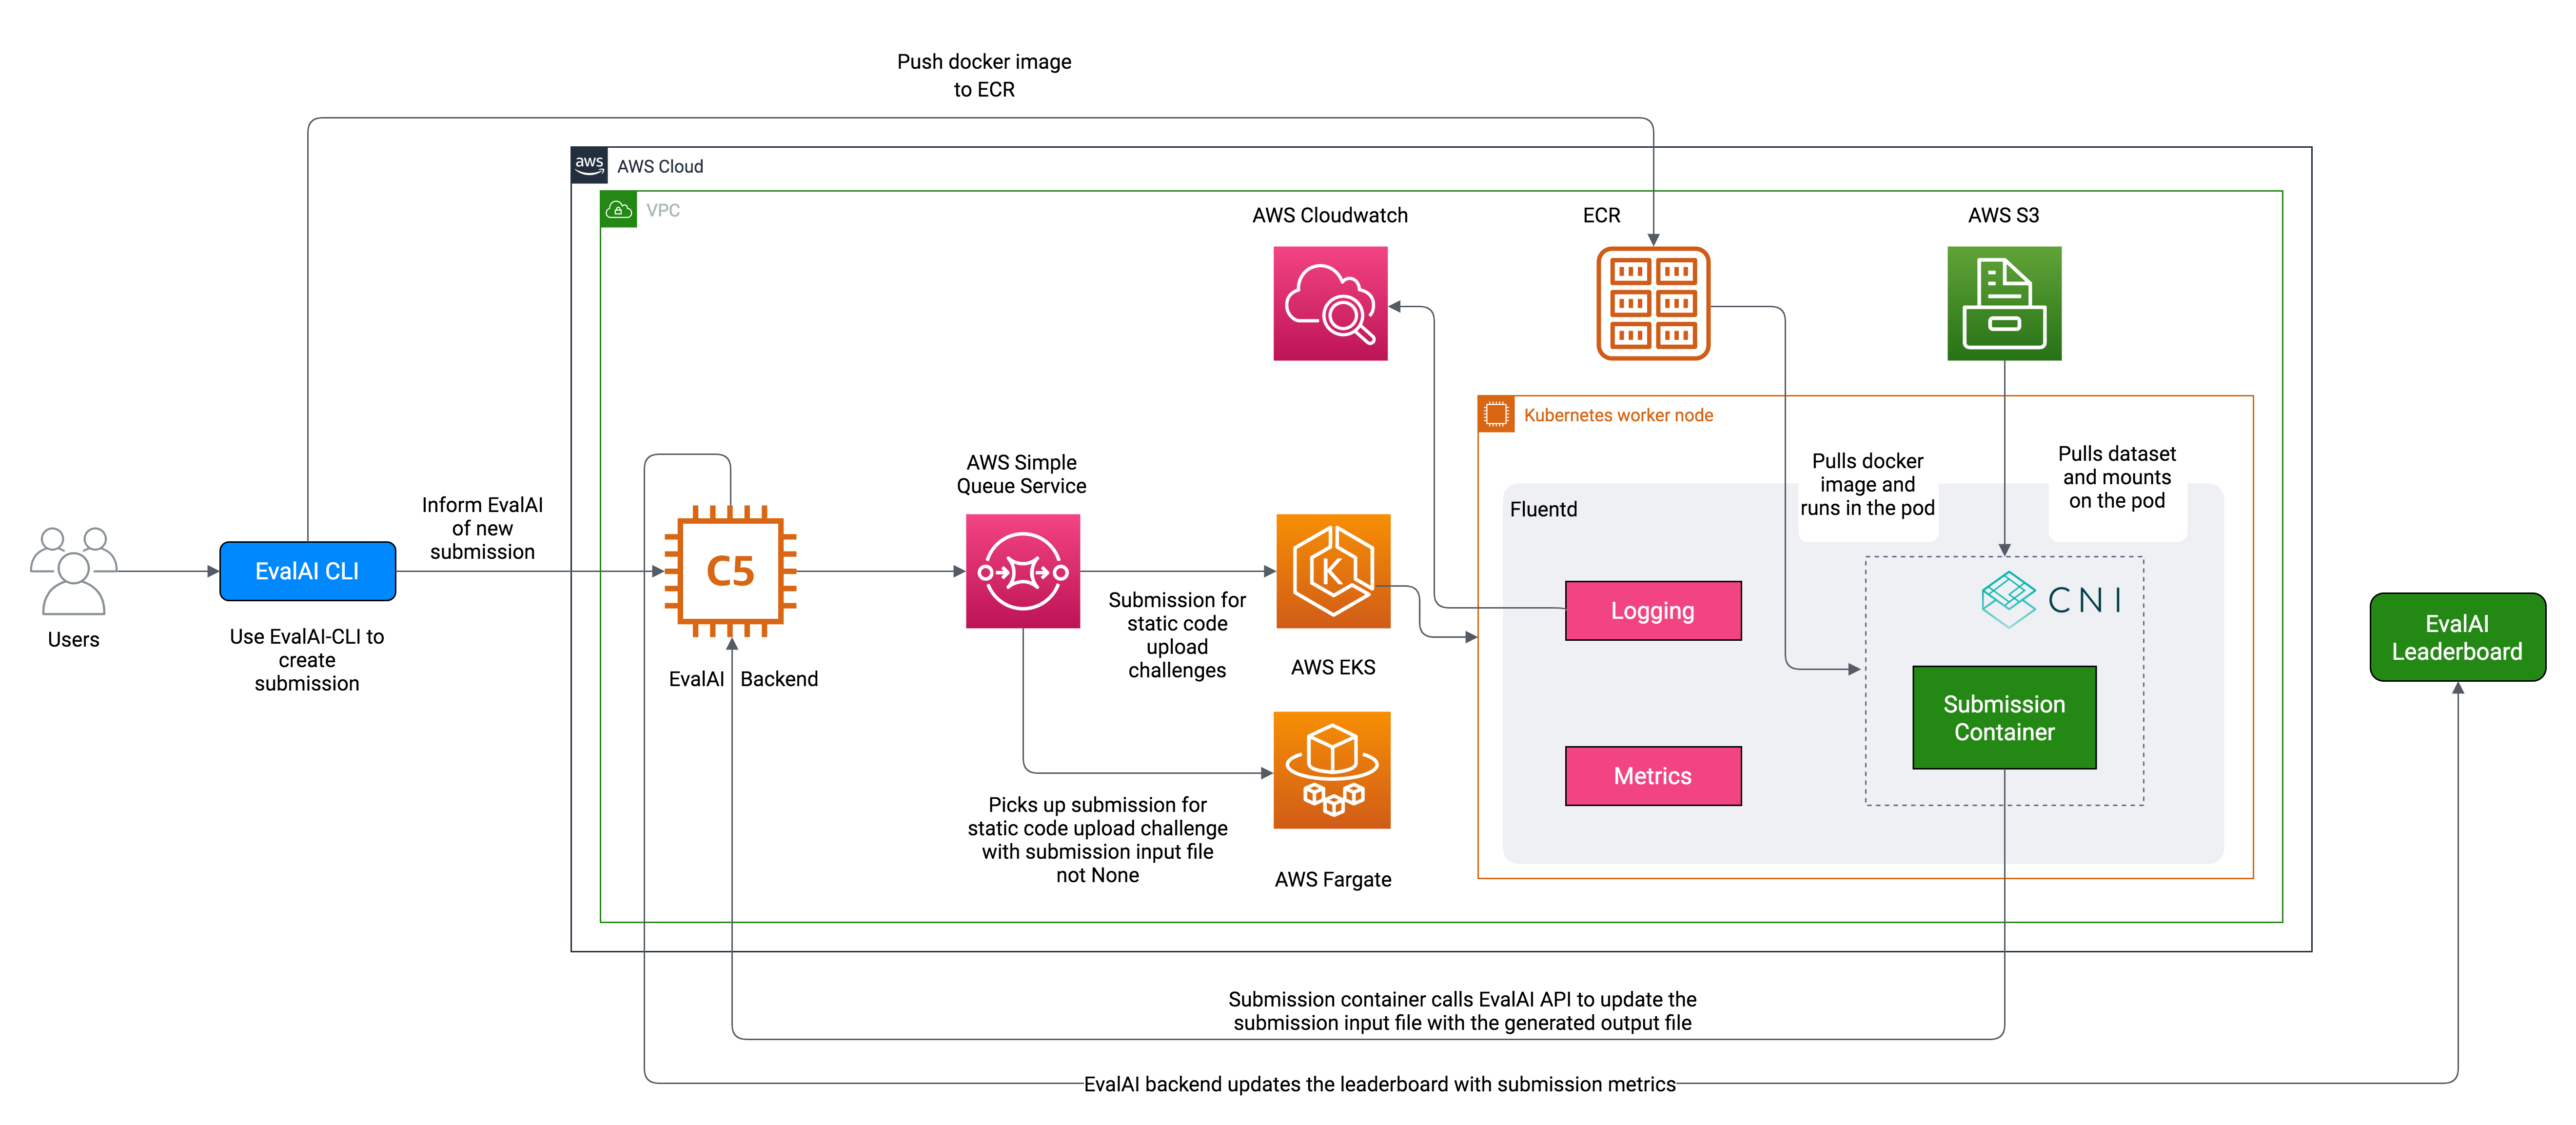 Push docker image
to ECR
aws
AWS Cloud
VPC
AWS Cloudwatch
ECR
AWS S3
Kubernetes worker node
Pulls docker
image and
runs in the pod
Pulls dataset
and mounts
on the pod
AWS Simple
Queue Service
Inform EvalAI
of new
submission
Fluentd
Users
EvalAI CLI
Use EvalAI-CLI to
create
submission
C5
EvalAI Backend
Submission for
static code
upload
challenges
K
AWS EKS
Logging
Metrics
CNI
Submission
Container
EvalAI
Leaderboard
Picks up submission for
static code upload challenge
with submission input file
not None
AWS Fargate
Submission container calls EvalAI API to update the
submission input file with the generated output file
EvalAI backend updates the leaderboard with submission metrics